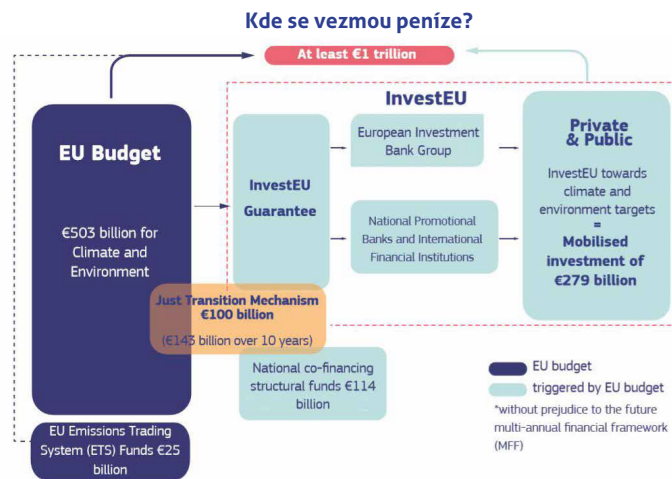 Kde se vezmou peníze?
At least €1 trillion
InvestEU
EU Budget
€503 billion for
Climate and
Environment
InvestEU
Guarantee
European Investment
Bank Group
National Promotional
Banks and International
Financial Institutions
Private
& Public
InvestEU towards
climate and
environment targets
=
Mobilised
investment of
€279 billion
Just Transition Mechanism
€100 billion
(€143 billion over 10 years)
National co-financing
structural funds €114
billion
EU Emissions Trading
System (ETS) Funds €25
billion
EU budget
triggered by EU budget
*without prejudice to the future
multi-annual financial framework
(MFF)